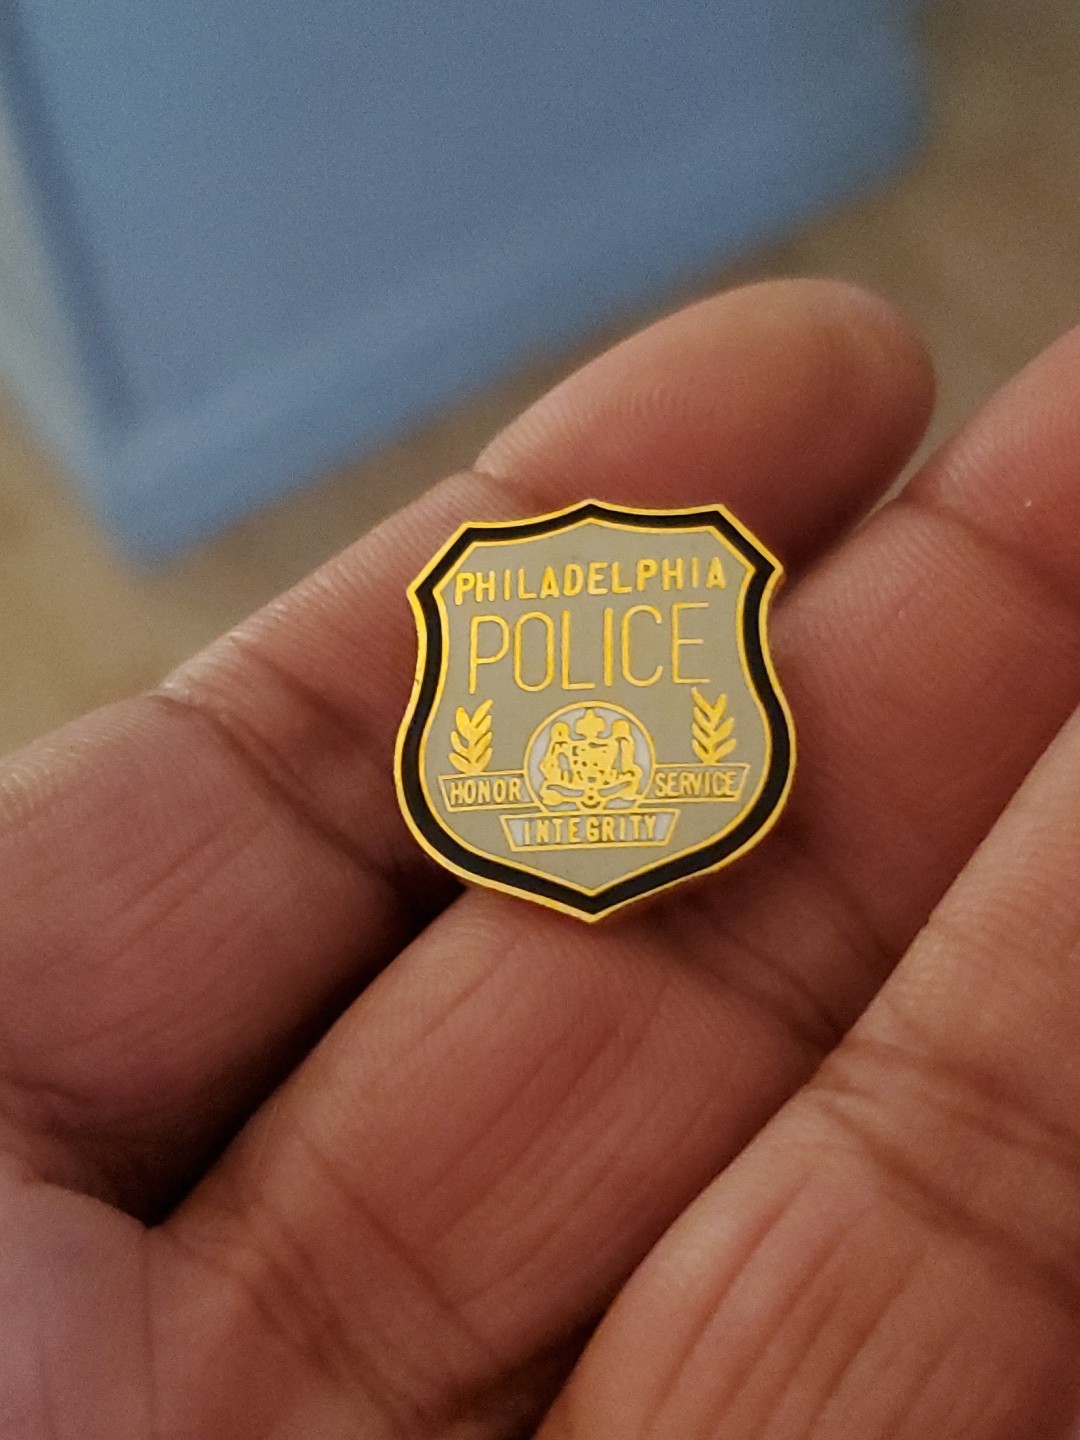 PHILADELPHIA
POLICE
HONOR SERVICE
INTEGRITY